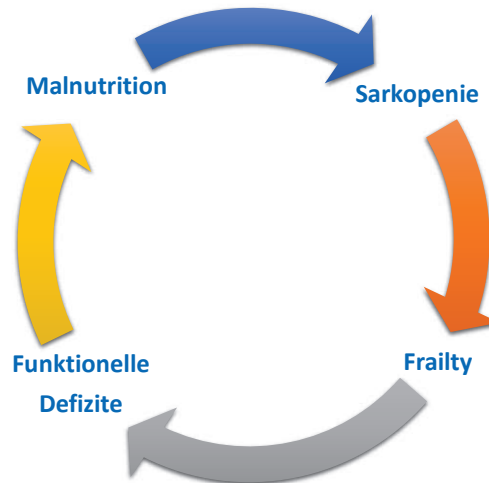 Malnutrition
Sarkopenie
Frailty
Funktionelle
Defizite